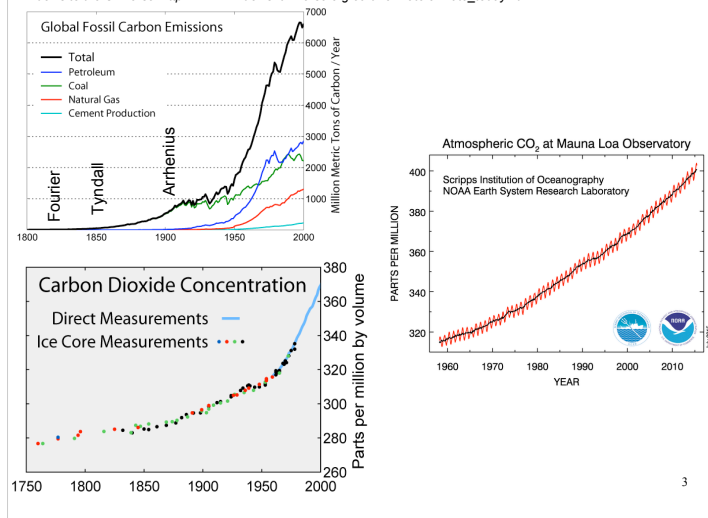 Global Fossil Carbon Emissions
Total
Petroleum
Coal
Natural Gas
Cement Production
Fourier
Tyndall
Arrhenius
7000
6000
5000
4000
3000
2000
1000
Million Metric Tons of Carbon / Year
1800 1850 1900 1950 2000
Carbon Dioxide Concentration
Direct Measurements
Ice Core Measurements
380
360
340
320
300
280
260
Parts per million by volume
1750 1800 1850 1900 1950 2000
Atmospheric CO2 at Mauna Loa Observatory
Scripps Institution of Oceanography
NOAA Earth System Research Laboratory
400
380
360
340
320
PARTS PER MILLION
NOAA
1960 1970 1980 1990 2000 2010
YEAR
3